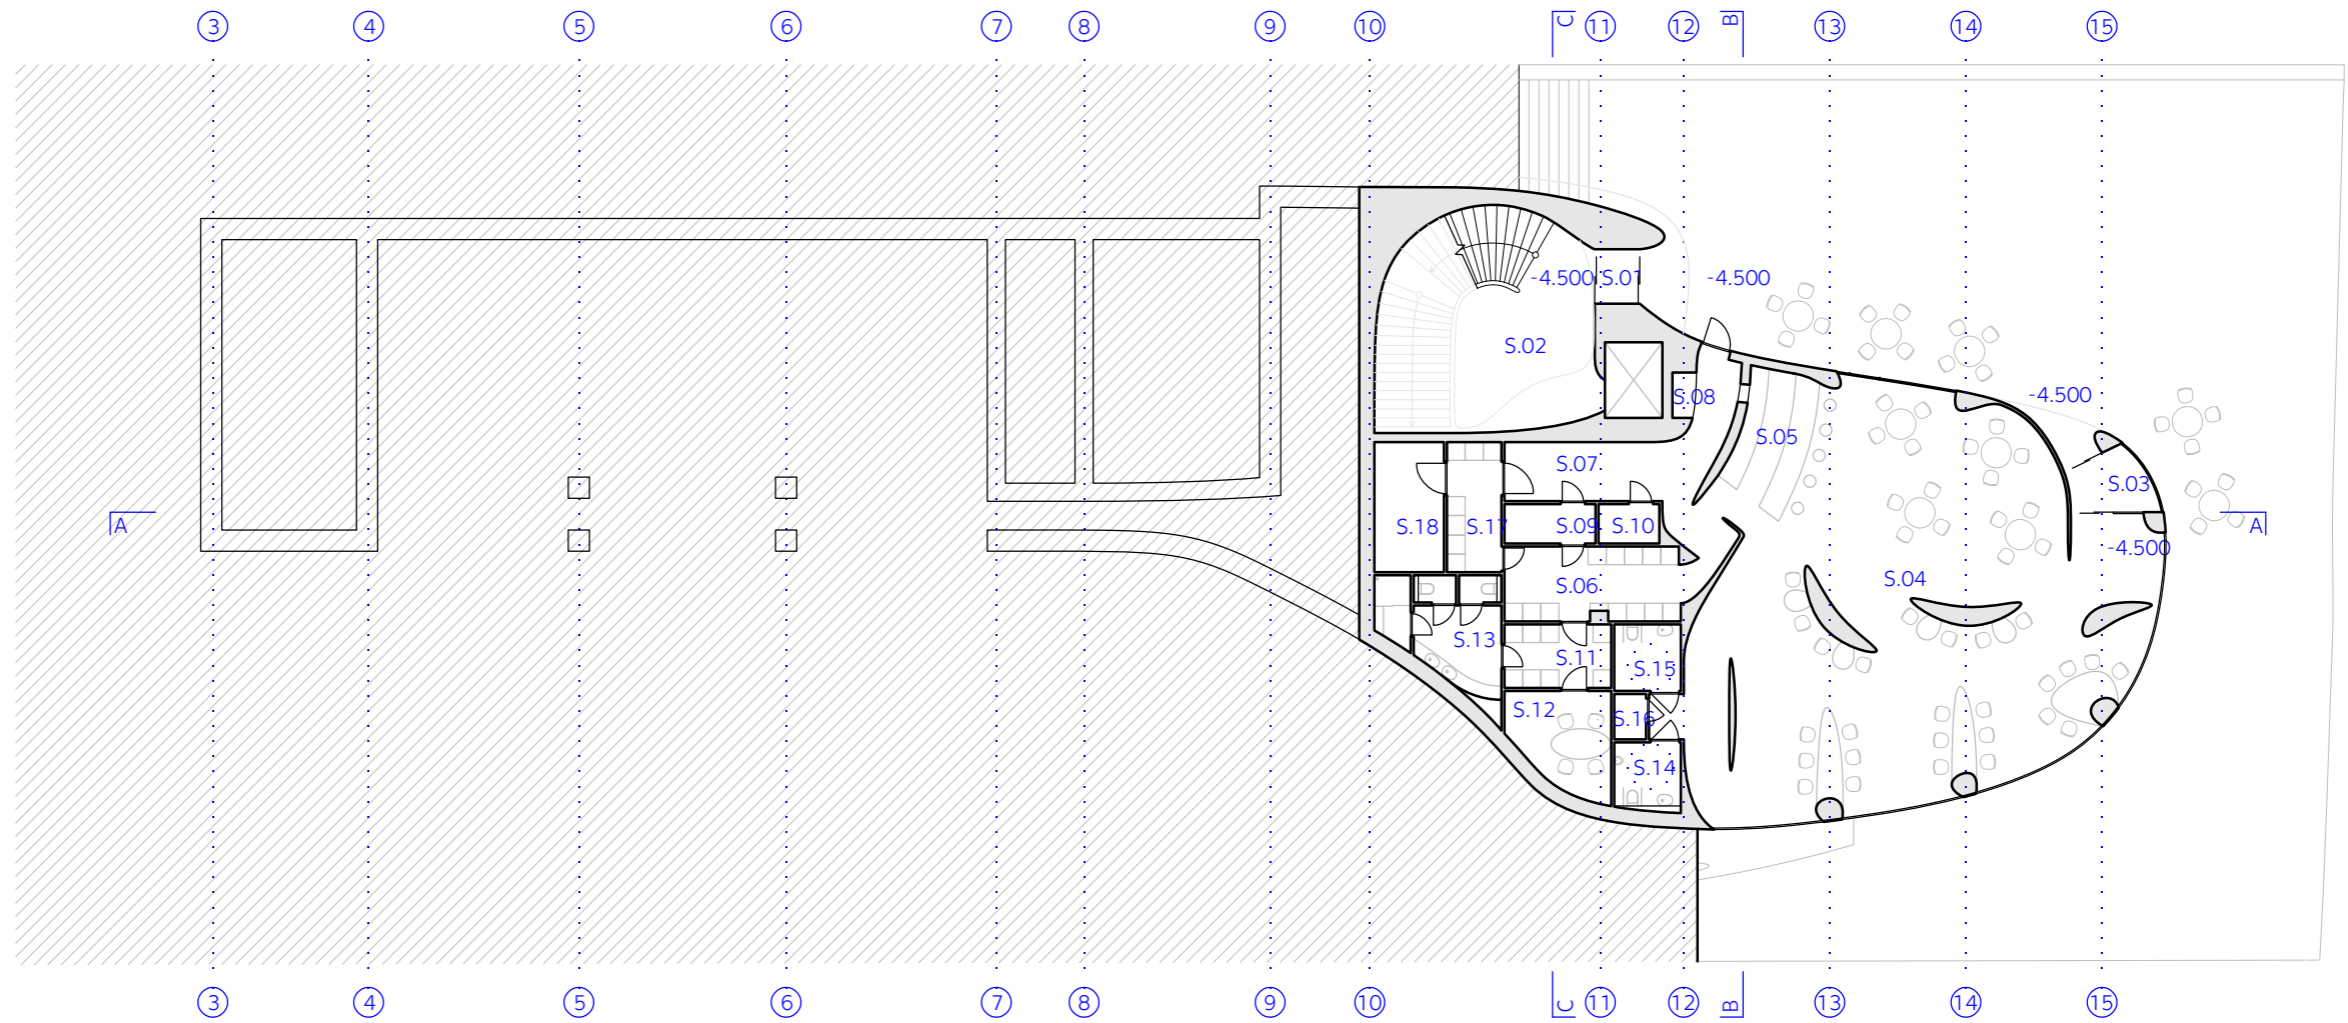 3 4 5 6 7 8 9 10 C 11 12 B 13 14 15
-4.500 S.01 -4.500
S.02
S.08
-4.500
S.05
S.07
S.03
A S.18 S.17 S.09 S.10 A
-4.500
S.06 S.04
S.13
S.11
S.15
S.12
S.16
S.14
3 4 5 6 7 8 9 10 C 11 12 B 13 14 15